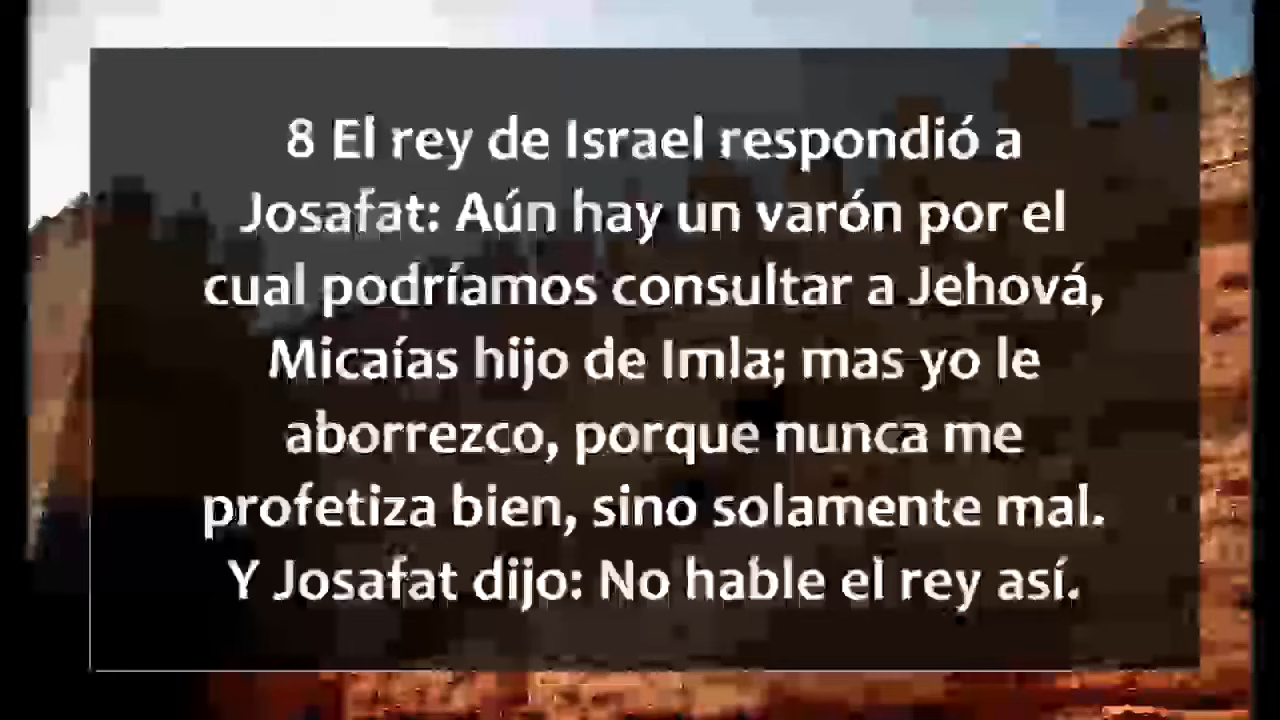 8 El rey de Israel respondió a
Josafat: Aún hay un varón por el
cual podríamos consultar a Jehová,
Micaías hijo de Imla; mas yo le
aborrezco, porque nunca me
profetiza bien, sino solamente mal.
Y Josafat dijo: No hable el rey así.